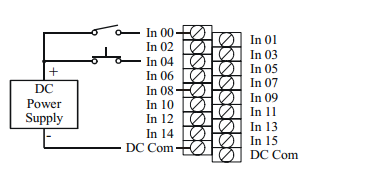 In 00
In 01
In 02
In 03
In 04
In 05
+
In 06
In 07
DC
In 08
In 09
Power
In 10
In 11
Supply
In 12
In 13
-
In 14
In 15
DC Com
DC Com